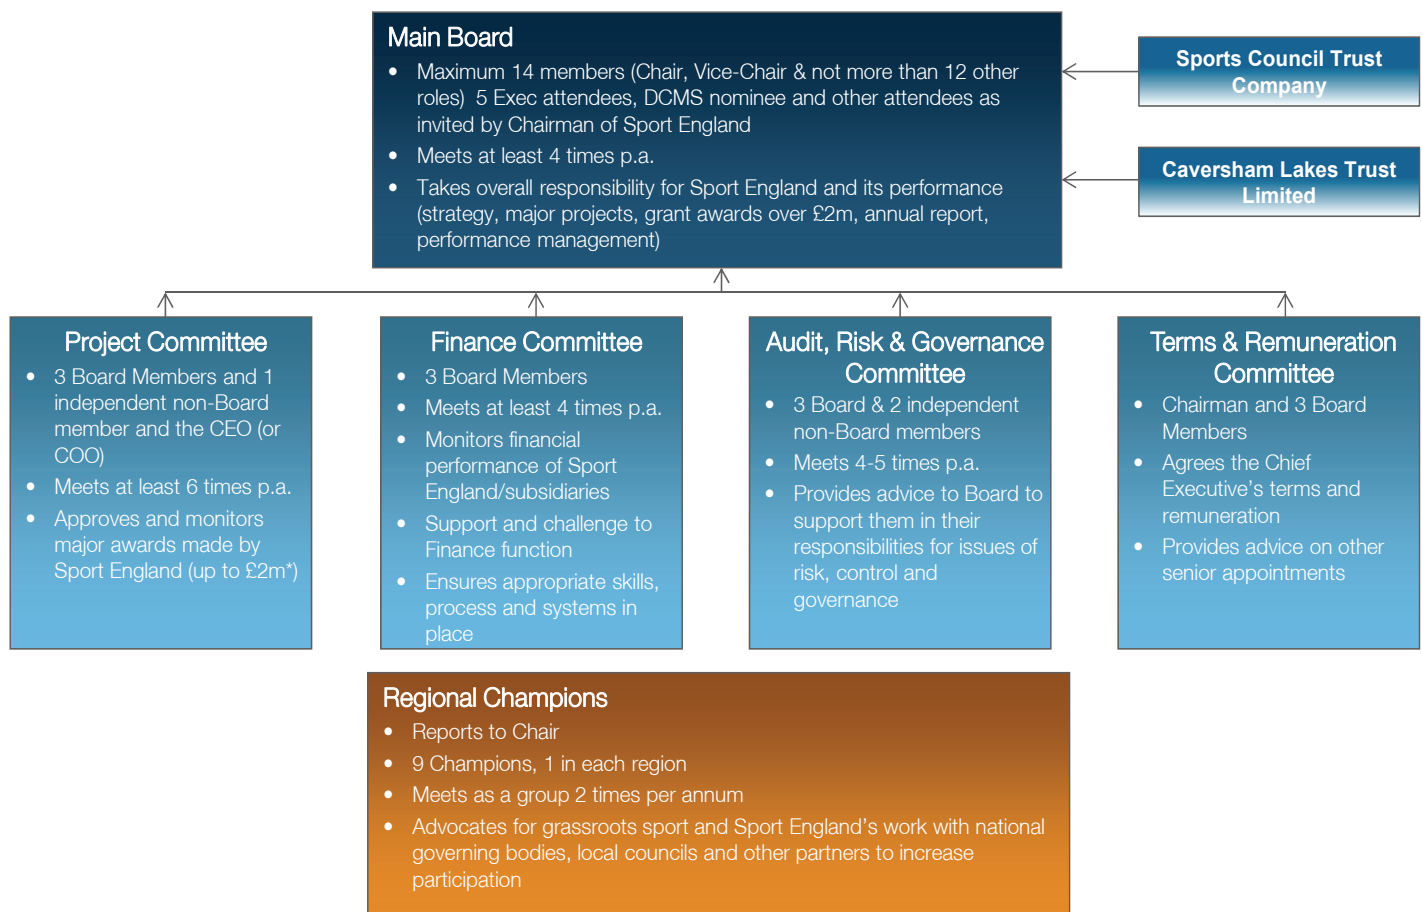 Main Board
• Maximum 14 members (Chair, Vice-Chair & not more than 12 other
roles)  5 Exec attendees, DCMS nominee and other attendees as
invited by Chairman of Sport England
• Meets at least 4 times p.a.
• Takes overall responsibility for Sport England and its performance
(strategy, major projects, grant awards over £2m, annual report,
performance management)
Sports Council Trust
Company
Caversham Lakes Trust
Limited
Project Committee
• 3 Board Members and 1
independent non-Board
member and the CEO (or
COO)
• Meets at least 6 times p.a.
• Approves and monitors
major awards made by
Sport England (up to £2m*)
Finance Committee
• 3 Board Members
• Meets at least 4 times p.a.
• Monitors financial
performance of Sport
England/subsidiaries
• Support and challenge to
Finance function
• Ensures appropriate skills,
process and systems in
place
Audit, Risk & Governance
Committee
• 3 Board & 2 independent
non-Board members
• Meets 4-5 times p.a.
• Provides advice to Board to
support them in their
responsibilities for issues of
risk, control and
governance
Terms & Remuneration
Committee
• Chairman and 3 Board
Members
• Agrees the Chief
Executive's terms and
remuneration
• Provides advice on other
senior appointments
Regional Champions
• Reports to Chair
• 9 Champions, 1 in each region
• Meets as a group 2 times per annum
• Advocates for grassroots sport and Sport England's work with national
governing bodies, local councils and other partners to increase
participation